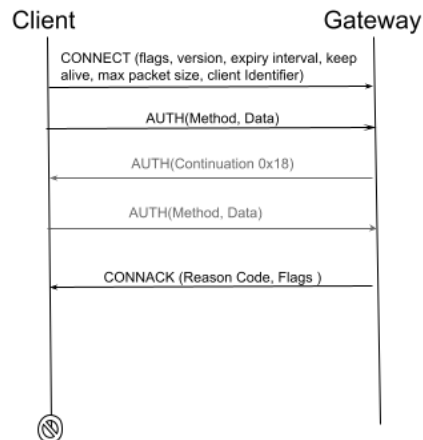 Client Gateway
CONNECT (flags, version, expiry interval, keep
alive, max packet size, client Identifier)
AUTH(Method, Data)
AUTH(Continuation 0x18)
AUTH(Method, Data)
CONNACK (Reason Code, Flags )